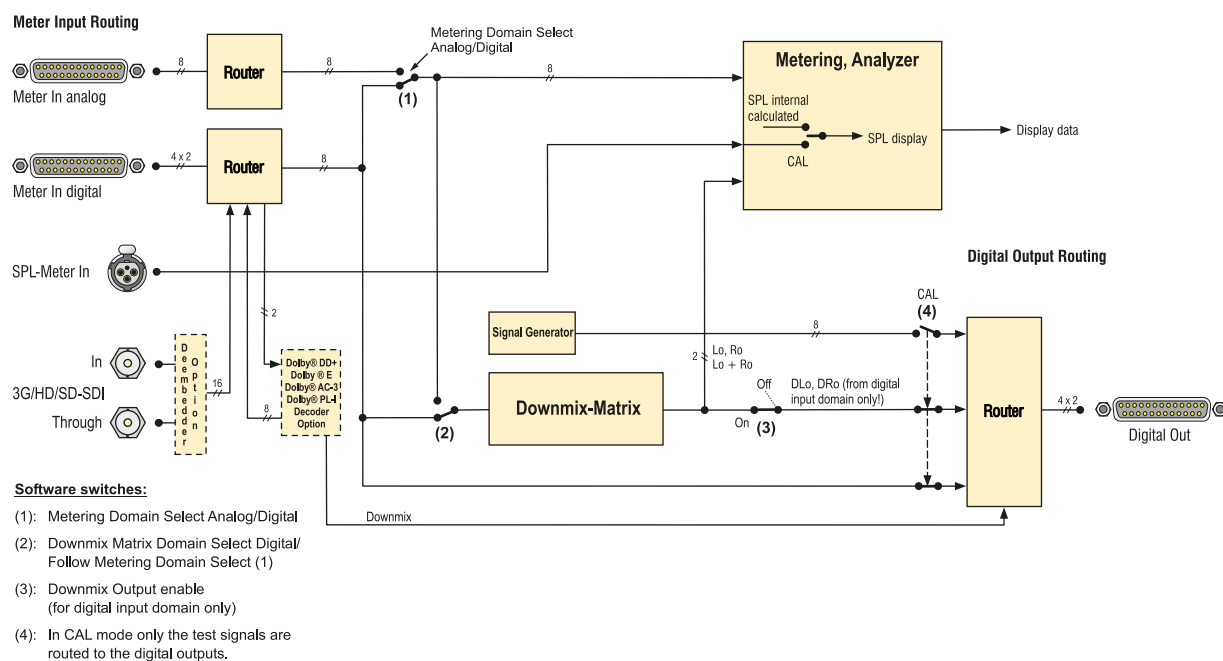 Meter Input Routing
Metering Domain Select
Analog/Digital
8
Router
8
(1)
8
Meter In analog
Metering, Analyzer
SPL internal
calculated
SPL display
CAL
Display data
4 x 2
Router
8
Meter In digital
SPL-Meter In
2
Digital Output Routing
CAL
(4)
Signal Generator
8
2
Lo, Ro
Lo + Ro
In
3G/HD/SD-SDI
Through
Deembedder
Option
16
8
Dolby® DD+
Dolby ® E
Dolby® AC-3
Dolby® PL-I
Decoder
Option
(2)
Downmix-Matrix
Off
On
(3)
DLo, DRo (from digital
input domain only!)
Router
4 x 2
Digital Out
Downmix
Software switches:
(1): Metering Domain Select Analog/Digital
(2): Downmix Matrix Domain Select Digital/
Follow Metering Domain Select (1)
(3): Downmix Output enable
(for digital input domain only)
(4): In CAL mode only the test signals are
routed to the digital outputs.